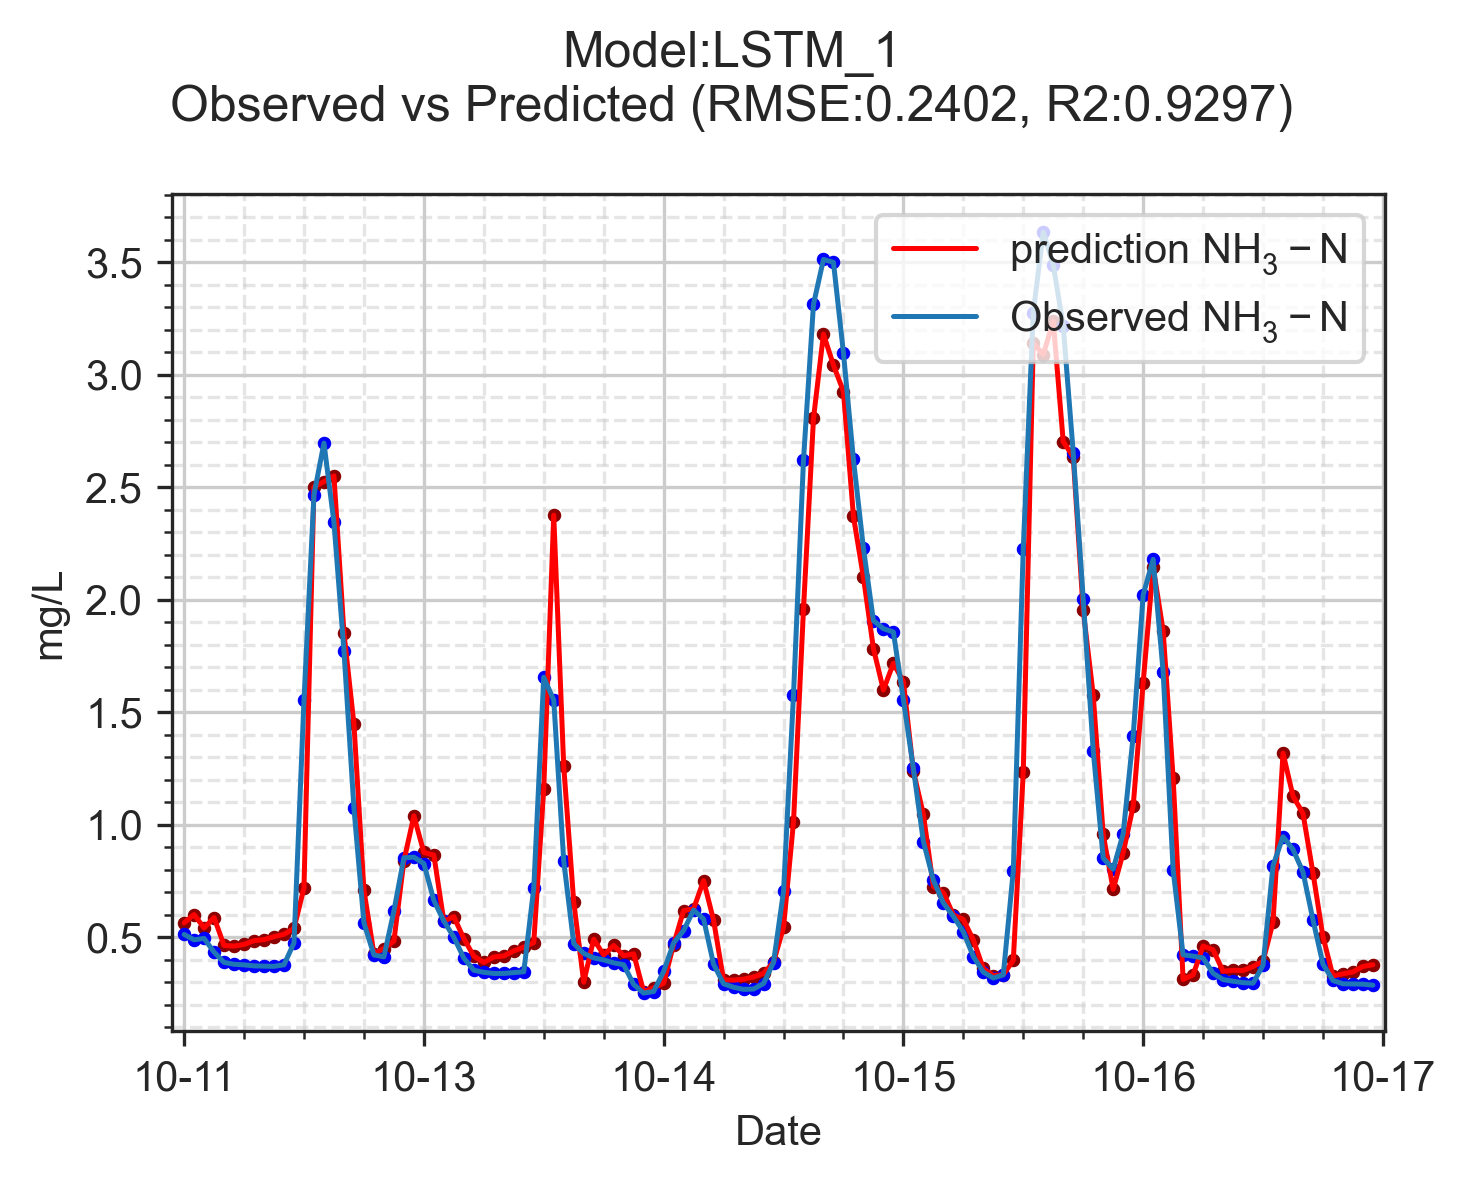 Model:LSTM_1
Observed vs Predicted (RMSE:0.2402, R2:0.9297)
prediction NH₃ − N
Observed NH₃ − N
3.5
3.0
2.5
2.0
1.5
1.0
0.5
mg/L
10-11 10-13 10-14 10-15 10-16 10-17
Date